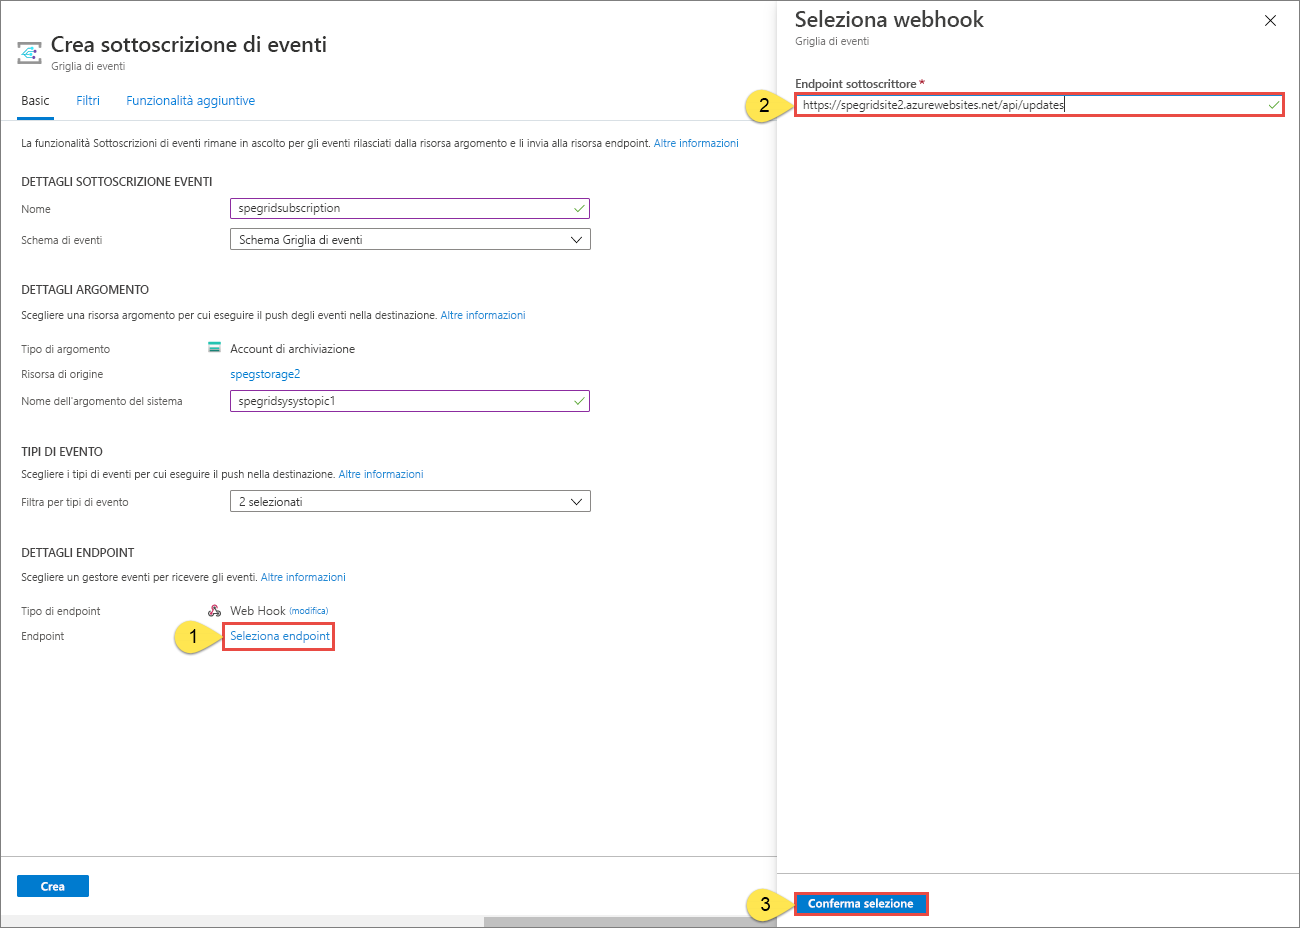 Crea sottoscrizione di eventi
Griglia di eventi
Basic Filtri Funzionalità aggiuntive
La funzionalità Sottoscrizioni di eventi rimane in ascolto per gli eventi rilasciati dalla risorsa argomento e li invia alla risorsa endpoint. Altre informazioni
DETTAGLI SOTTOSCRIZIONE EVENTI
Nome spegridsubscription
Schema di eventi Schema Griglia di eventi
DETTAGLI ARGOMENTO
Scegliere una risorsa argomento per cui eseguire il push degli eventi nella destinazione. Altre informazioni
Tipo di argomento Account di archiviazione
Risorsa di origine spegstorage2
Nome dell'argomento del sistema spegridsysystopic1
TIPI DI EVENTO
Scegliere i tipi di eventi per cui eseguire il push nella destinazione. Altre informazioni
Filtra per tipi di evento 2 selezionati
DETTAGLI ENDPOINT
Scegliere un gestore eventi per ricevere gli eventi. Altre informazioni
Tipo di endpoint Web Hook (modifica)
Endpoint 1 Seleziona endpoint
Crea
Seleziona webhook
Griglia di eventi
Endpoint sottoscrittore *
2 https://spegridsite2.azurewebsites.net/api/updates
3 Conferma selezione